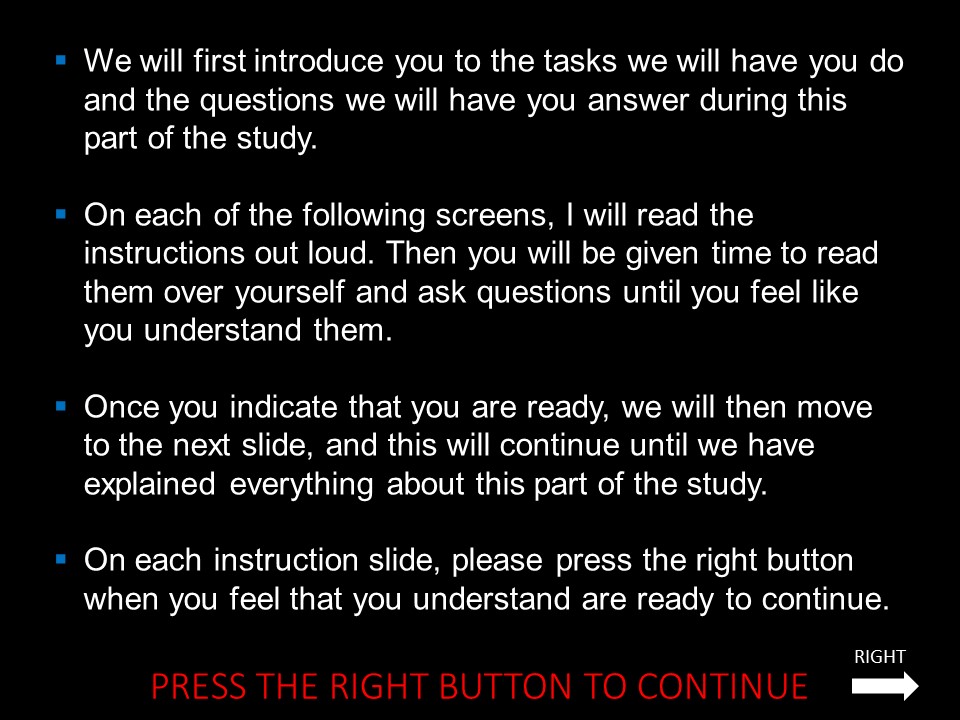 We will first introduce you to the tasks we will have you do
and the questions we will have you answer during this
part of the study.
On each of the following screens, I will read the
instructions out loud. Then you will be given time to read
them over yourself and ask questions until you feel like
you understand them.
Once you indicate that you are ready, we will then move
to the next slide, and this will continue until we have
explained everything about this part of the study.
On each instruction slide, please press the right button
when you feel that you understand are ready to continue.
RIGHT
PRESS THE RIGHT BUTTON TO CONTINUE